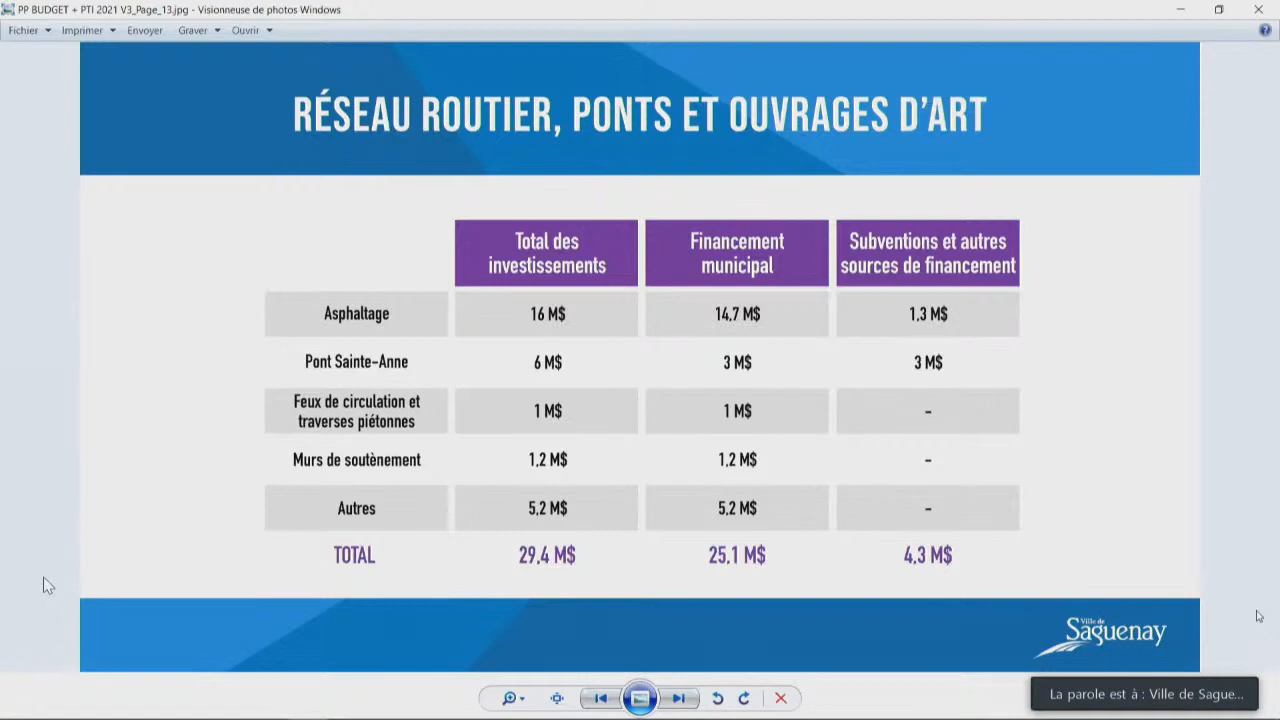 PP BUDGET + PTI 2021 V3_Page_13.jpg - Visionneuse de photos Windows
Fichier Imprimer Envoyer Graver Ouvrir
RÉSEAU ROUTIER, PONTS ET OUVRAGES D'ART
Total des investissements Financement municipal Subventions et autres sources de financement
Asphaltage 16 M$ 14,7 M$ 1,3 M$
Pont Sainte-Anne 6 M$ 3 M$ 3 M$
Feux de circulation et traverses piétonnes 1 M$ 1 M$ -
Murs de soutènement 1,2 M$ 1,2 M$ -
Autres 5,2 M$ 5,2 M$ -
TOTAL 29,4 M$ 25,1 M$ 4,3 M$
Ville de
Saguenay
La parole est à : Ville de Sague...